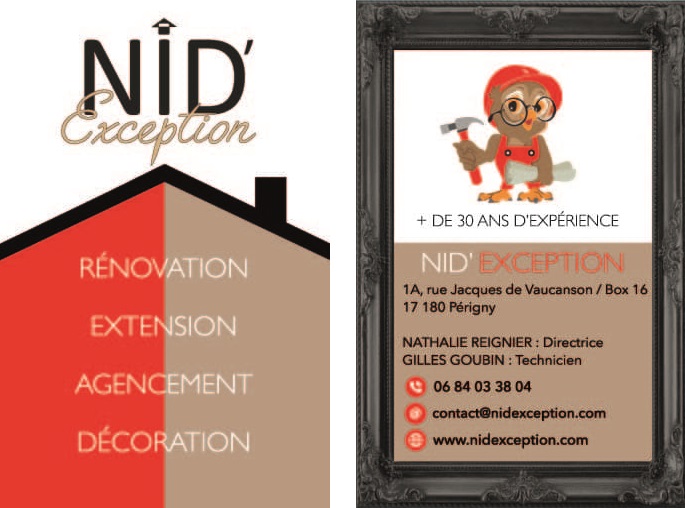 NID'
Exception
RÉNOVATION
EXTENSION
AGENCEMENT
DÉCORATION
+ DE 30 ANS D'EXPÉRIENCE
NID' EXCEPTION
1A, rue Jacques de Vaucanson / Box 16
17 180 Périgny
NATHALIE REIGNIER : Directrice
GILLES GOUBIN : Technicien
06 84 03 38 04
contact@nidexception.com
www.nidexception.com